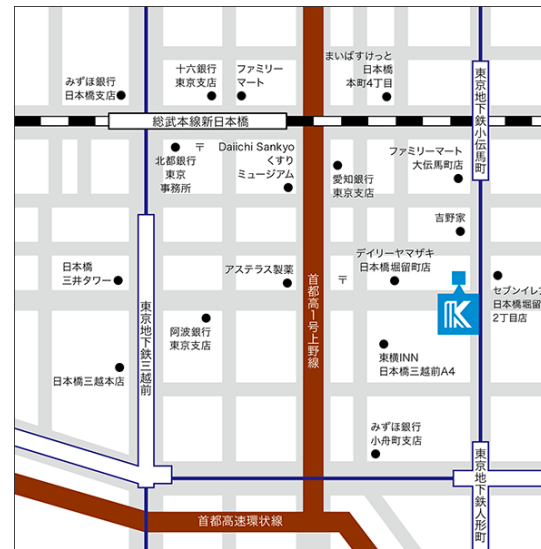 まいばすけっと
日本橋
本町4丁目
十六銀行
東京支店
ファミリー
マート
みずほ銀行
日本橋支店
東京地下鉄小伝馬町
総武本線新日本橋
〒
Daiichi Sankyo
くすり
ミュージアム
北都銀行
東京
事務所
愛知銀行
東京支店
ファミリーマート
大伝馬町店
吉野家
デイリーヤマザキ
日本橋堀留町店
日本橋
三井タワー
アステラス製薬
首都高1号上野線
〒
セブンイレブ
日本橋堀留
2丁目店
K
東京地下鉄三越前
阿波銀行
東京支店
東横INN
日本橋三越前A4
日本橋三越本店
みずほ銀行
小舟町支店
東京地下鉄人形町
首都高速環状線